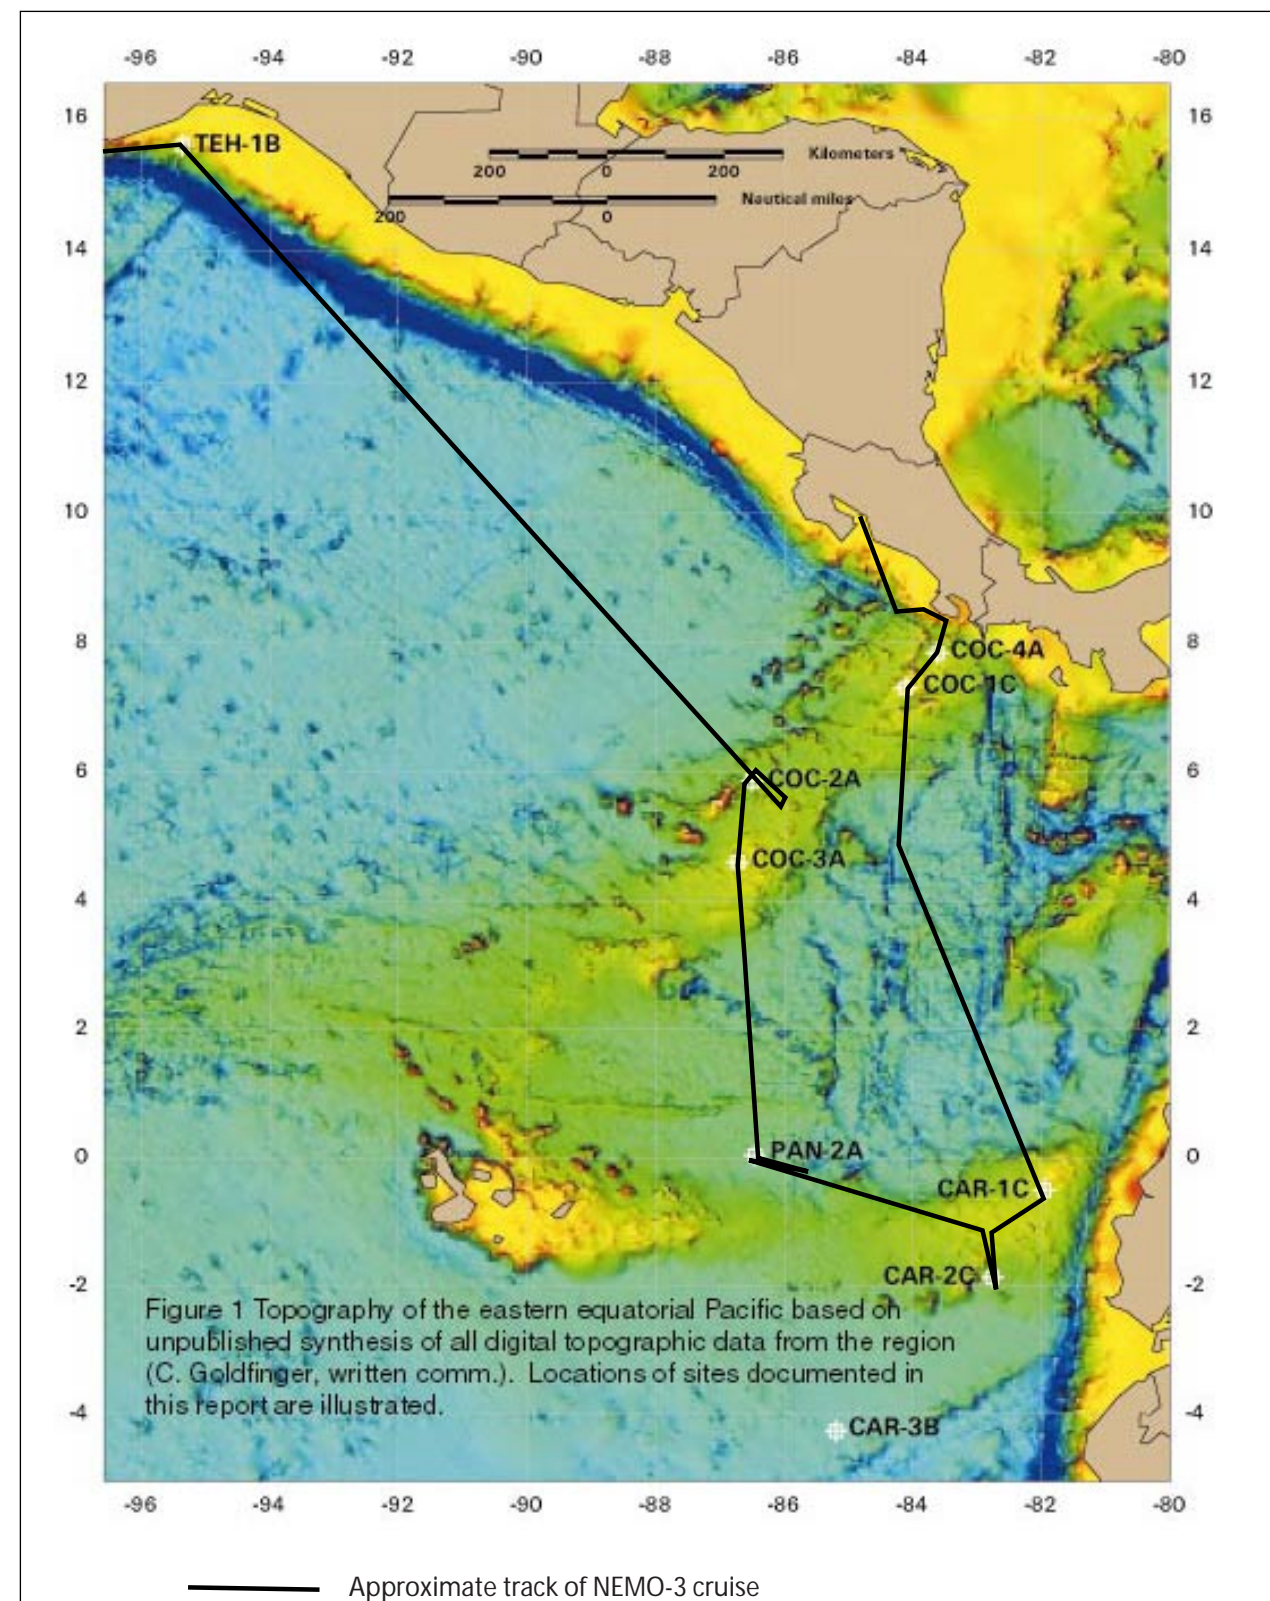 -96 -94 -92 -90 -88 -86 -84 -82 -80
16 16
TEH-1B
Kilometers
200 0 200
Nautical miles
200 0
14 14
12 12
10 10
8 8
COC-4A
COC-1C
6 6
COC-2A
COC-3A
4 4
2 2
0 0
PAN-2A
CAR-1C
CAR-2C
-2 -2
Figure 1 Topography of the eastern equatorial Pacific based on
unpublished synthesis of all digital topographic data from the region
(C. Goldfinger, written comm.). Locations of sites documented in
this report are illustrated.
-4 -4
CAR-3B
-96 -94 -92 -90 -88 -86 -84 -82 -80
Approximate track of NEMO-3 cruise